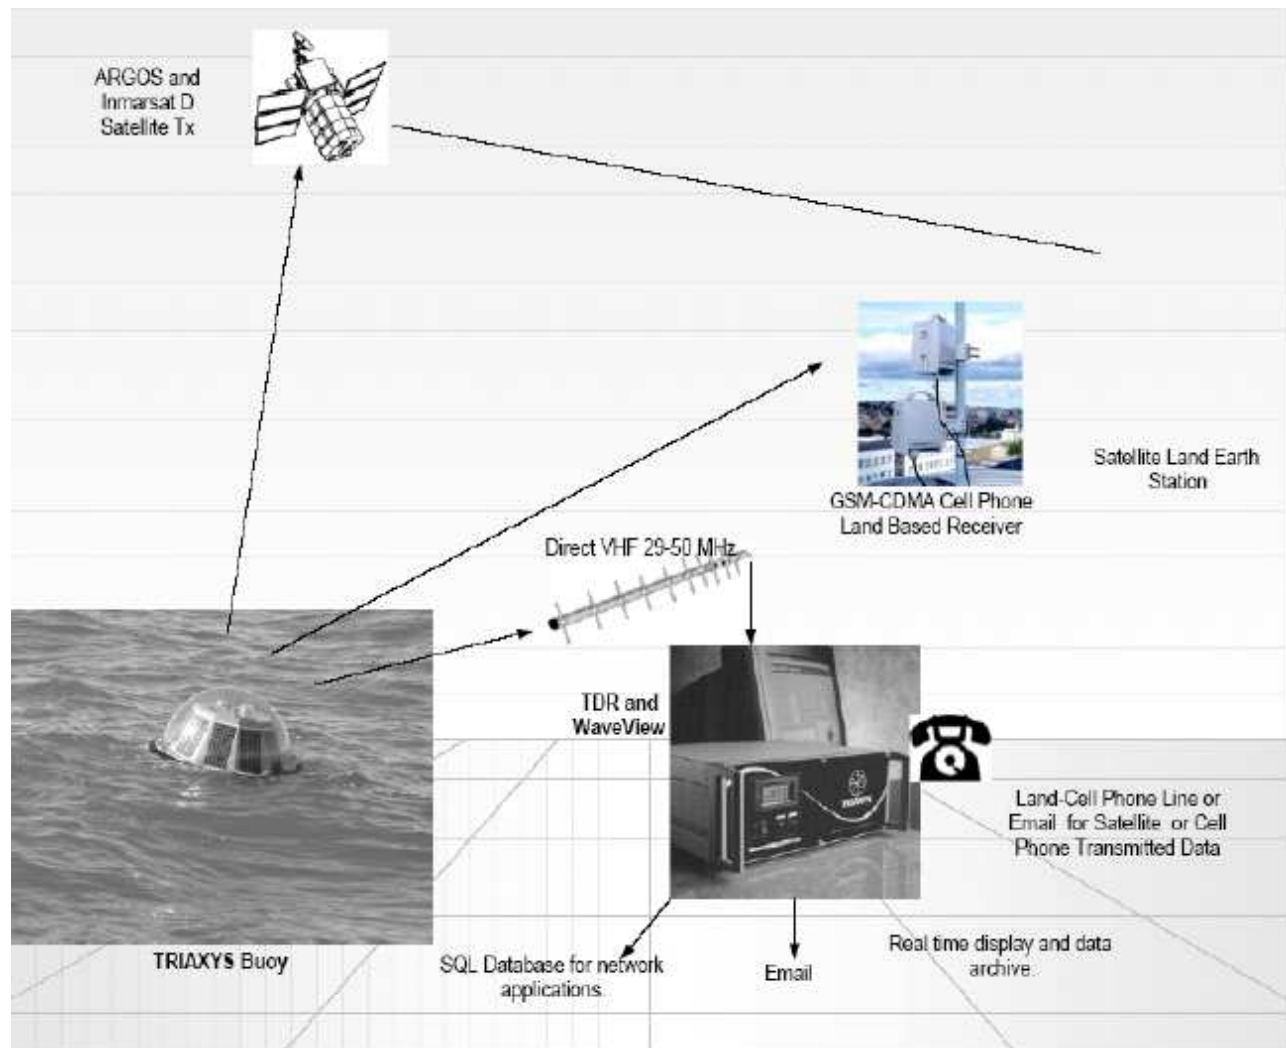 ARGOS and
Inmarsat D
Satellite Tx
Satellite Land Earth
Station
GSM-CDMA Cell Phone
Land Based Receiver
Direct VHF 29-50 MHz
TDR and
WaveView
TRIAXYS
Land-Cell Phone Line or
Email for Satellite or Cell
Phone Transmitted Data
TRIAXYS Buoy
SQL Database for network
applications.
Email
Real time display and data
archive.